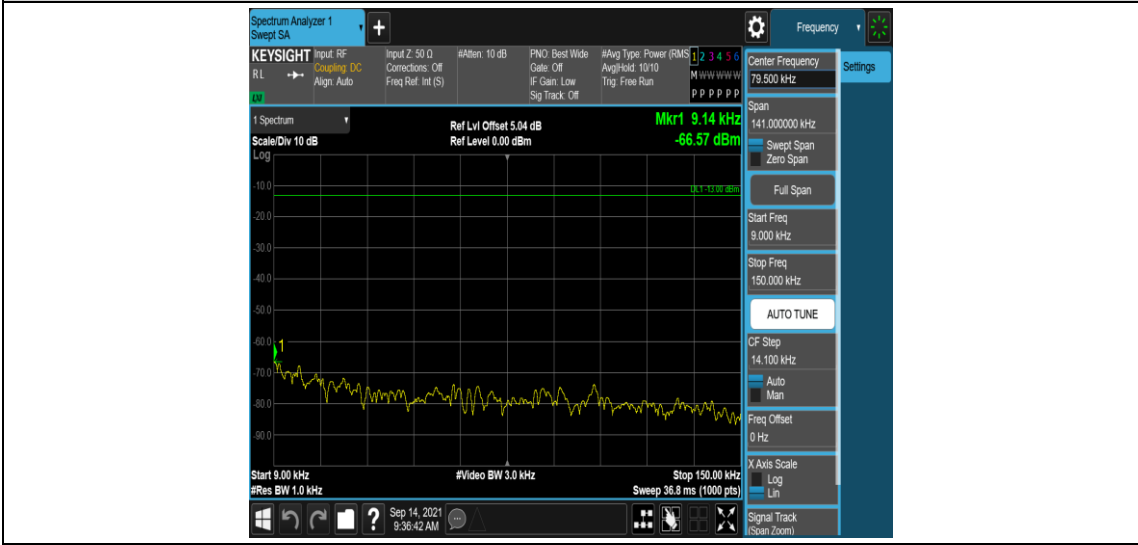 Spectrum Analyzer 1
Swept SA
+
Frequency
KEYSIGHT
RL
LM
Input: RF
Coupling: DC
Align: Auto
Input Z: 50 Ω
Corrections: Off
Freq Ref: Int (S)
#Atten: 10 dB
PNO: Best Wide
Gate: Off
IF Gain: Low
Sig Track: Off
#Avg Type: Power (RMS
Avg|Hold: 10/10
Trig: Free Run
1 2 3 4 5 6
M W W W W W
P P P P P P
1 Spectrum
Scale/Div 10 dB
Log
Ref Lvl Offset 5.04 dB
Ref Level 0.00 dBm
Mkr1 9.14 kHz
-66.57 dBm
DL1 -13.00 dBm
-10.0
-20.0
-30.0
-40.0
-50.0
-60.0
1
-70.0
-80.0
-90.0
Start 9.00 kHz
#Res BW 1.0 kHz
#Video BW 3.0 kHz
Stop 150.00 kHz
Sweep 36.8 ms (1000 pts)
?
Sep 14, 2021
9:36:42 AM
Center Frequency
79.500 kHz
Settings
Span
141.000000 kHz
Swept Span
Zero Span
Full Span
Start Freq
9.000 kHz
Stop Freq
150.000 kHz
AUTO TUNE
CF Step
14.100 kHz
Auto
Man
Freq Offset
0 Hz
X Axis Scale
Log
Lin
Signal Track
(Span Zoom)